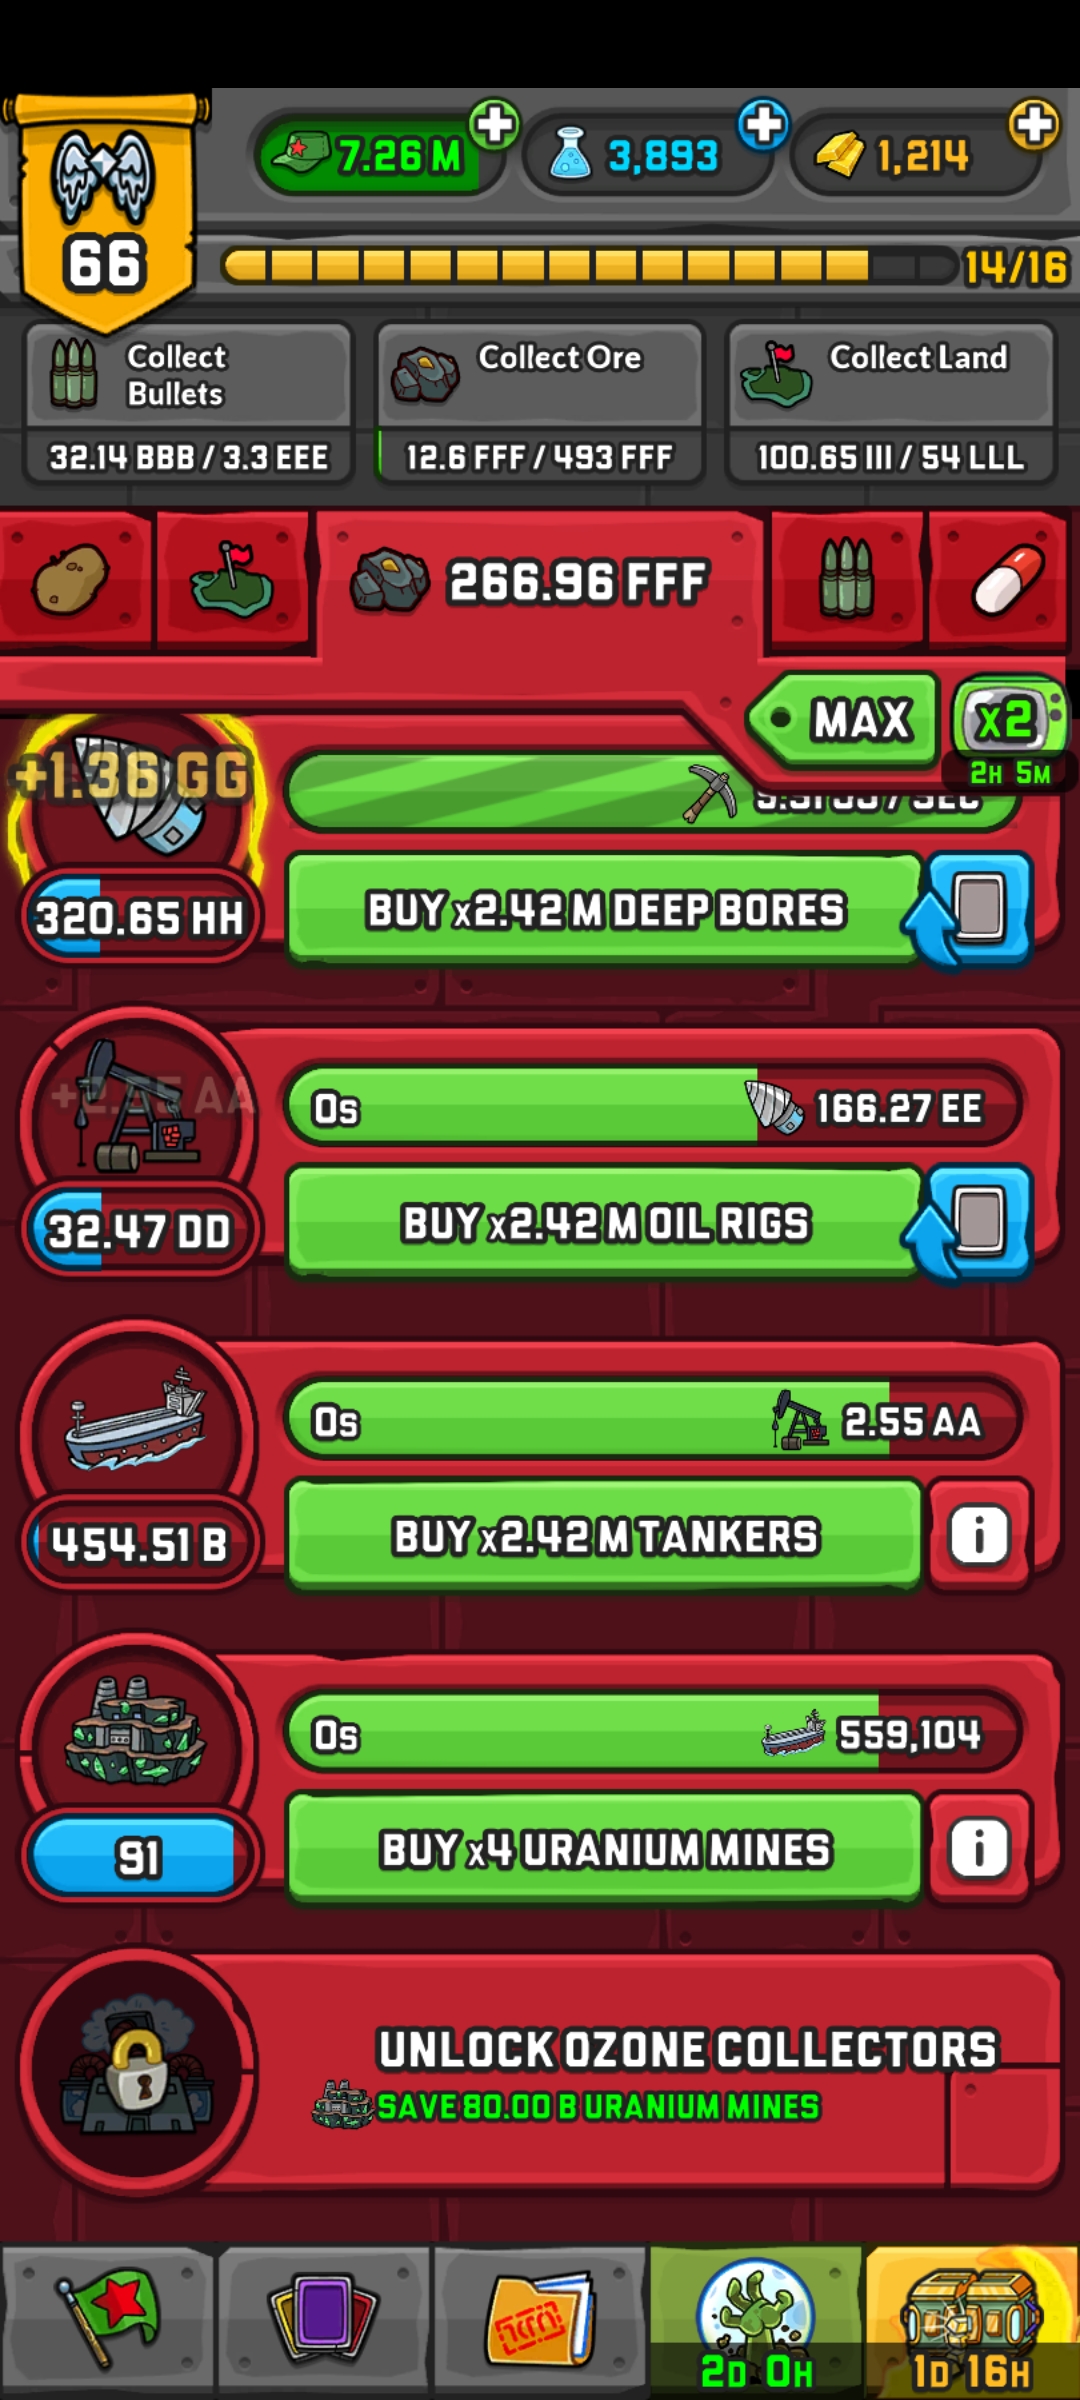 7.26 M
3,893
1,214
66
14/16
Collect
Bullets
Collect Ore
Collect Land
32.14 BBB / 3.3 EEE
12.6 FFF / 493 FFF
100.65 III / 54 LLL
266.96 FFF
MAX
x2
2H 5M
+1.36 GG
/ SEC
320.65 HH
BUY x2.42 M DEEP BORES
+2.55 AA
0s
166.27 EE
32.47 DD
BUY x2.42 M OIL RIGS
0s
2.55 AA
454.51 B
BUY x2.42 M TANKERS
i
0s
559,104
91
BUY x4 URANIUM MINES
i
UNLOCK OZONE COLLECTORS
SAVE 80.00 B URANIUM MINES
2D 0H
1D 16H